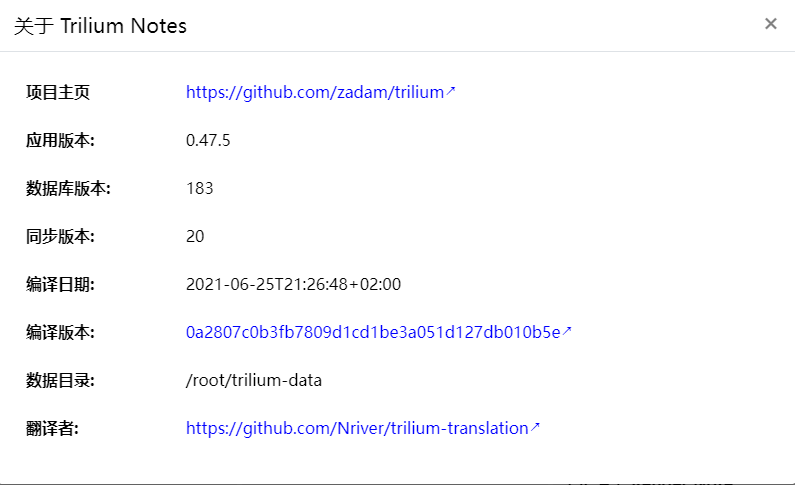 关于 Trilium Notes
×
项目主页 https://github.com/zadam/trilium↗
应用版本: 0.47.5
数据库版本: 183
同步版本: 20
编译日期: 2021-06-25T21:26:48+02:00
编译版本: 0a2807c0b3fb7809d1cd1be3a051d127db010b5e↗
数据目录: /root/trilium-data
翻译者: https://github.com/Nriver/trilium-translation↗